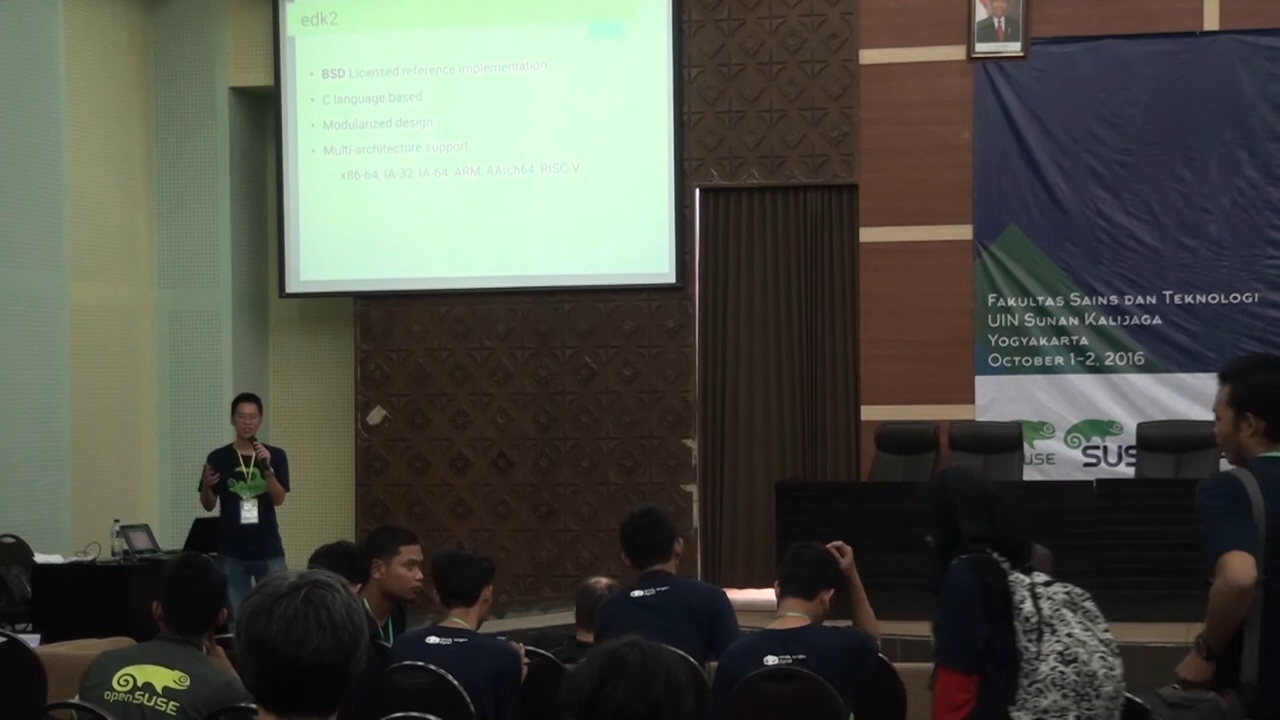 edk2
• BSD Licensed reference implementation
• C language based
• Modularized design
• Multi-architecture support
- x86-64, IA-32, IA-64, ARM, AArch64, RISC-V
FAKULTAS SAINS DAN TEKNOLOGI
UIN SUNAN KALIJAGA
YOGYAKARTA
OCTOBER 1-2, 2016
USE
SUS
openSUSE